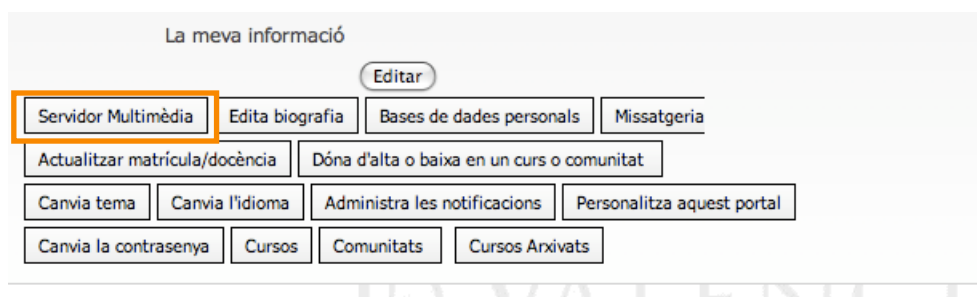 La meva informació
Editar
Servidor Multimèdia Edita biografia Bases de dades personals Missatgeria
Actualitzar matrícula/docència Dóna d'alta o baixa en un curs o comunitat
Canvia tema Canvia l'idioma Administra les notificacions Personalitza aquest portal
Canvia la contrasenya Cursos Comunitats Cursos Arxivats